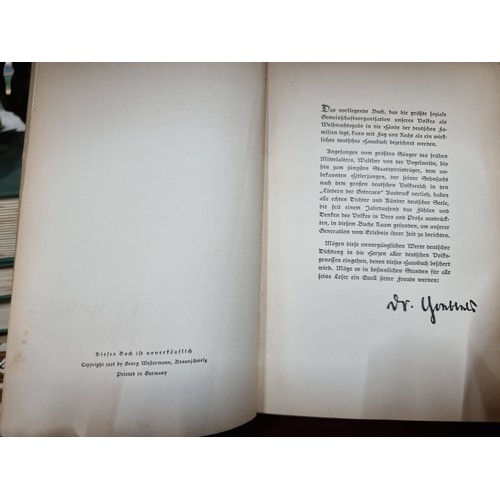 Dieses Buch ist unverkäuflich
Copyright 1938 by Georg Westermann, Braunschweig
Printed in Germany
Das vorliegende Buch, das die größte soziale
Gemeinschaftsorganisation unseres Volkes als
Weihnachtsgabe in die Hände der deutschen Fa-
milien legt, kann mit Fug und Recht als ein wirk-
liches deutsches Hausbuch bezeichnet werden.
Angefangen vom größten Sänger des frühen
Mittelalters, Walther von der Vogelweide, bis
hin zum jüngsten Staatspreisträger, dem un-
bekannten Hitlerjungen, der seiner Sehnsucht
nach dem großen deutschen Volksreich in den
„Liedern der Getreuen“ Ausdruck verlieh, haben
alle echten Dichter und Künder deutscher Seele,
die seit einem Jahrtausend das Fühlen und
Denken des Volkes in Vers und Prosa ausdrück-
ten, in diesem Buche Raum gefunden, um unserer
Generation vom Erlebnis ihrer Zeit zu berichten.
Mögen diese unvergänglichen Werte deutscher
Dichtung in die Herzen aller deutschen Volks-
genossen eingehen, denen dieses Hausbuch beschert
wird. Möge es in besinnlichen Stunden für alle
seine Leser ein Quell seiner Freude werden!
Dr. Goebbels